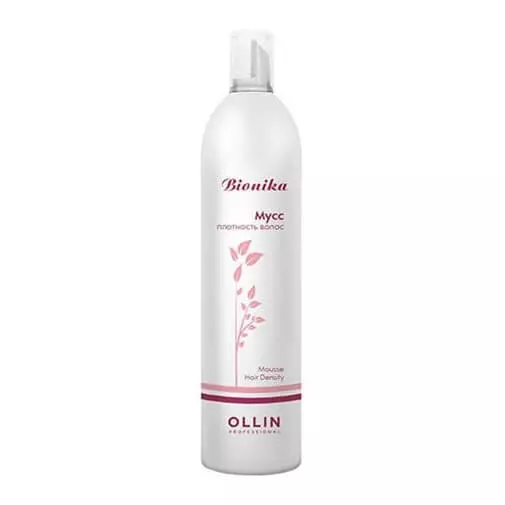 Bionika
Мусс
плотность волос
Mousse
Hair Density
OLLIN
PROFESSIONAL